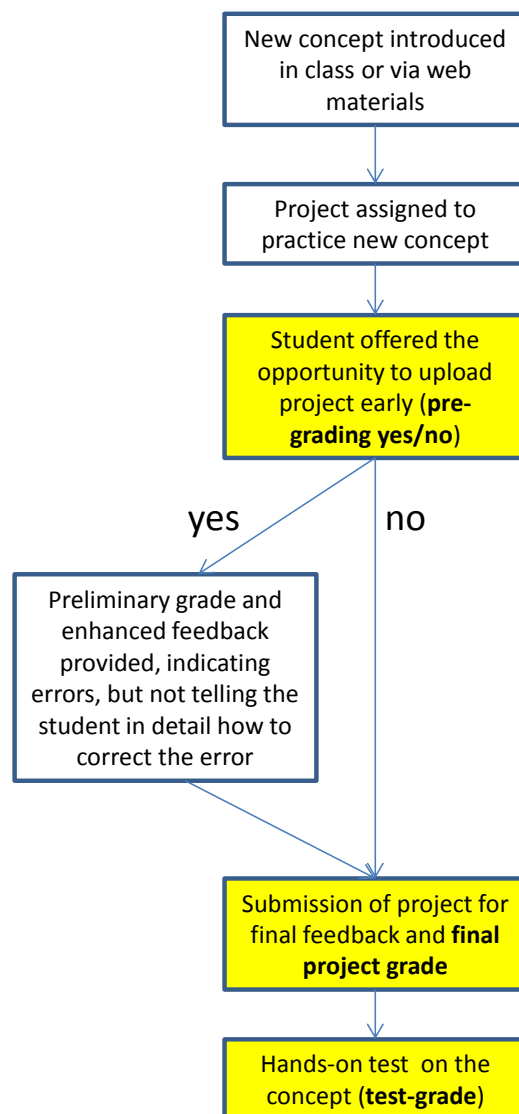 New concept introduced
in class or via web
materials
Project assigned to
practice new concept
Student offered the
opportunity to upload
project early (pre-
grading yes/no)
yes
no
Preliminary grade and
enhanced feedback
provided, indicating
errors, but not telling the
student in detail how to
correct the error
Submission of project for
final feedback and final
project grade
Hands-on test on the
concept (test-grade)